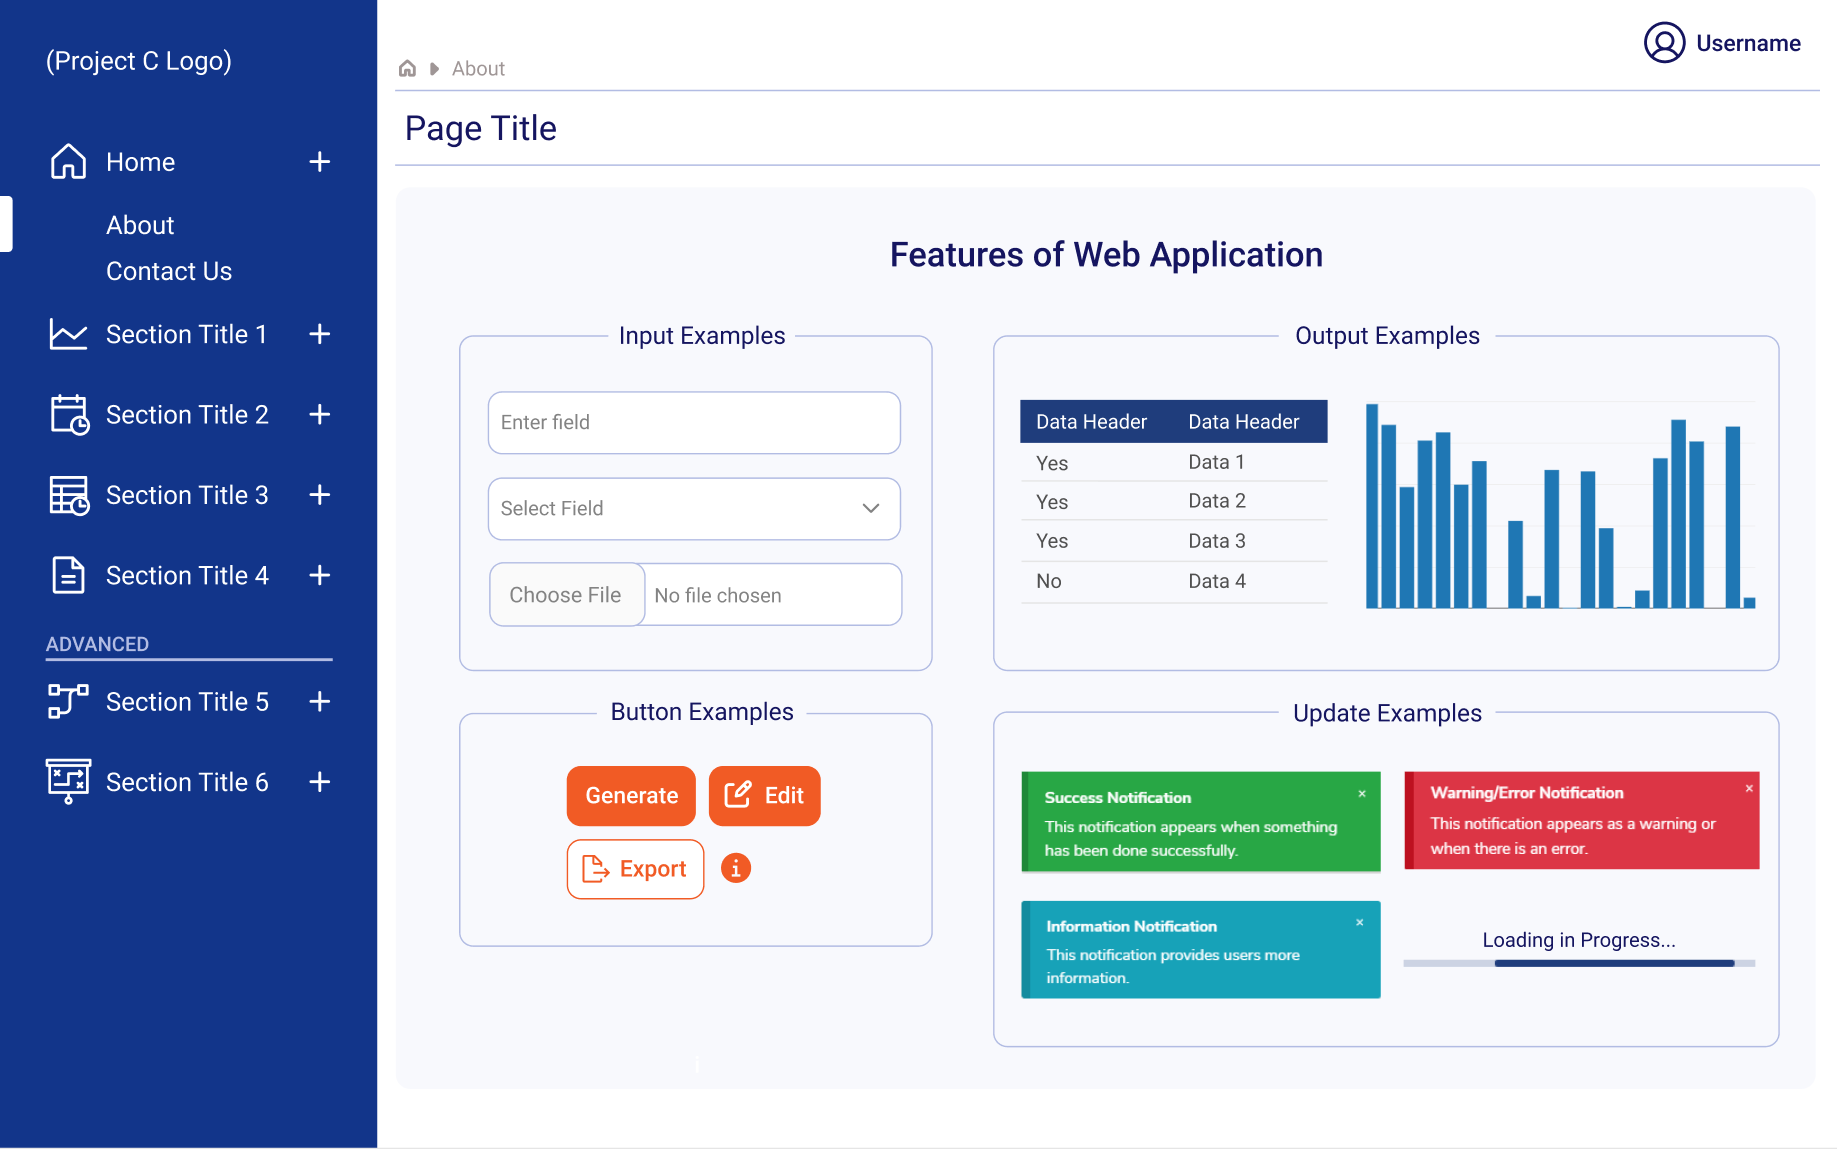 (Project C Logo)
Home
About
Contact Us
Section Title 1
Section Title 2
Section Title 3
Section Title 4
ADVANCED
Section Title 5
Section Title 6
About
Username
Page Title
Features of Web Application
Input Examples
Enter field
Select Field
Choose File No file chosen
Output Examples
Data Header Data Header
Yes Data 1
Yes Data 2
Yes Data 3
No Data 4
Button Examples
Generate
Edit
Export
Update Examples
Success Notification
This notification appears when something
has been done successfully.
Warning/Error Notification
This notification appears as a warning or
when there is an error.
Information Notification
This notification provides users more
information.
Loading in Progress...